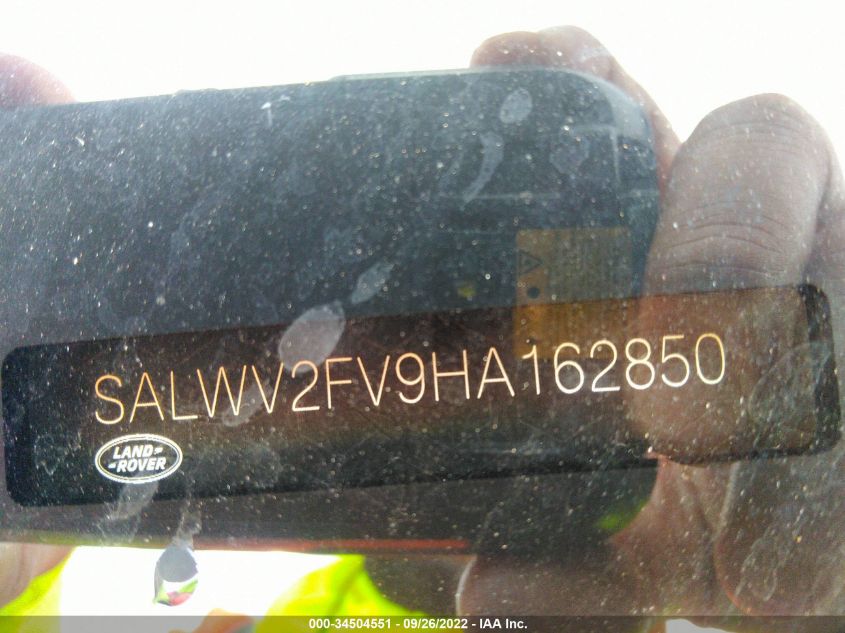 SALWV2FV9HA162850
LAND-
-ROVER
000-34504551 - 09/26/2022 - IAA Inc.